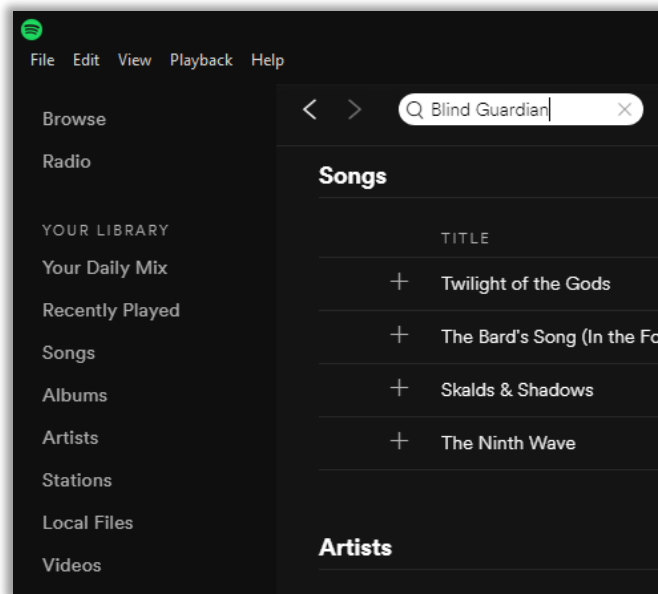 File Edit View Playback Help
Browse
Radio
YOUR LIBRARY
Your Daily Mix
Recently Played
Songs
Albums
Artists
Stations
Local Files
Videos
Blind Guardian
Songs
TITLE
Twilight of the Gods
The Bard's Song (In the Fo
Skalds & Shadows
The Ninth Wave
Artists